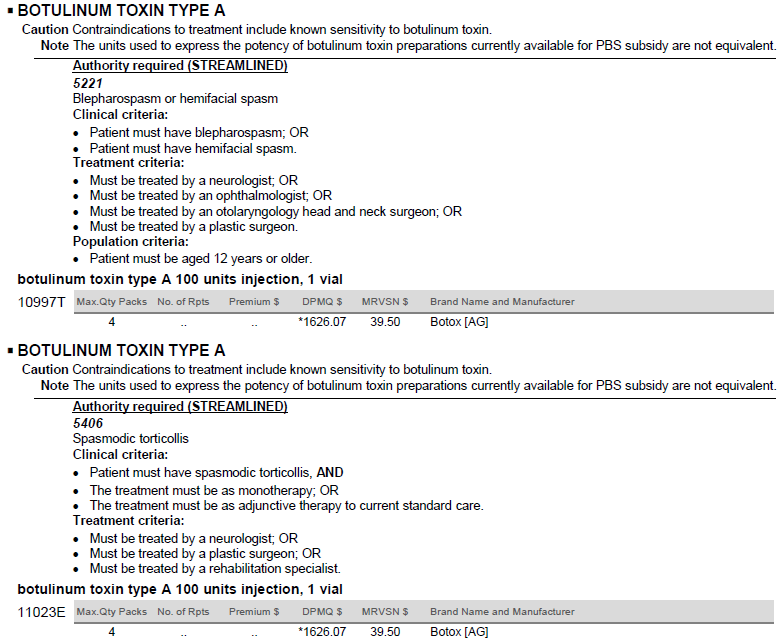 ▪ BOTULINUM TOXIN TYPE A
Caution Contraindications to treatment include known sensitivity to botulinum toxin.
Note The units used to express the potency of botulinum toxin preparations currently available for PBS subsidy are not equivalent.
Authority required (STREAMLINED)
5221
Blepharospasm or hemifacial spasm
Clinical criteria:
• Patient must have blepharospasm; OR
• Patient must have hemifacial spasm.
Treatment criteria:
• Must be treated by a neurologist; OR
• Must be treated by an ophthalmologist; OR
• Must be treated by an otolaryngology head and neck surgeon; OR
• Must be treated by a plastic surgeon.
Population criteria:
• Patient must be aged 12 years or older.
botulinum toxin type A 100 units injection, 1 vial
10997T Max.Qty Packs No. of Rpts Premium $ DPMQ $ MRVSN $ Brand Name and Manufacturer
4 .. .. *1626.07 39.50 Botox [AG]
▪ BOTULINUM TOXIN TYPE A
Caution Contraindications to treatment include known sensitivity to botulinum toxin.
Note The units used to express the potency of botulinum toxin preparations currently available for PBS subsidy are not equivalent.
Authority required (STREAMLINED)
5406
Spasmodic torticollis
Clinical criteria:
• Patient must have spasmodic torticollis, AND
• The treatment must be as monotherapy; OR
• The treatment must be as adjunctive therapy to current standard care.
Treatment criteria:
• Must be treated by a neurologist; OR
• Must be treated by a plastic surgeon; OR
• Must be treated by a rehabilitation specialist.
botulinum toxin type A 100 units injection, 1 vial
11023E Max.Qty Packs No. of Rpts Premium $ DPMQ $ MRVSN $ Brand Name and Manufacturer
4 .. .. *1626.07 39.50 Botox [AG]